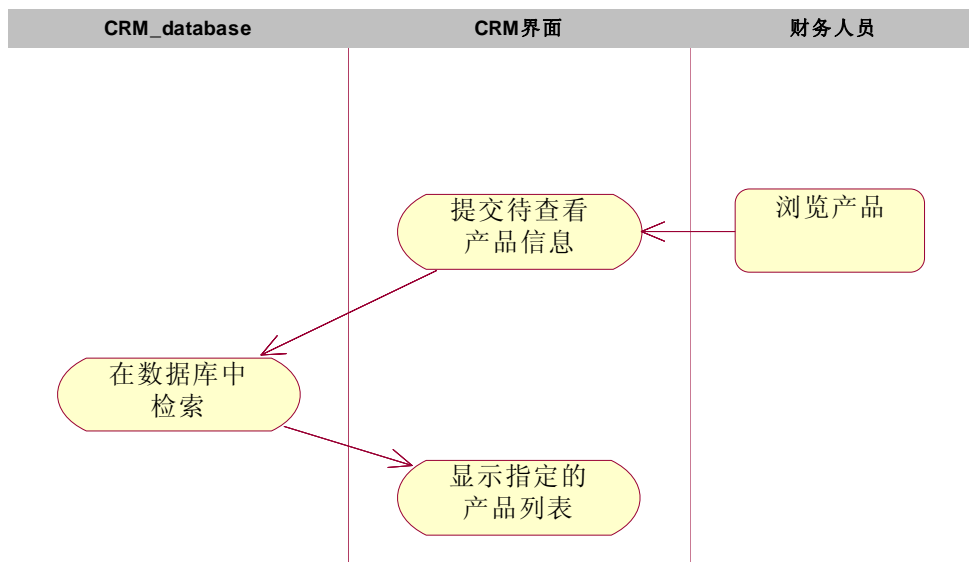 CRM_database
CRM界面
财务人员
提交待查看
产品信息
浏览产品
在数据库中
检索
显示指定的
产品列表